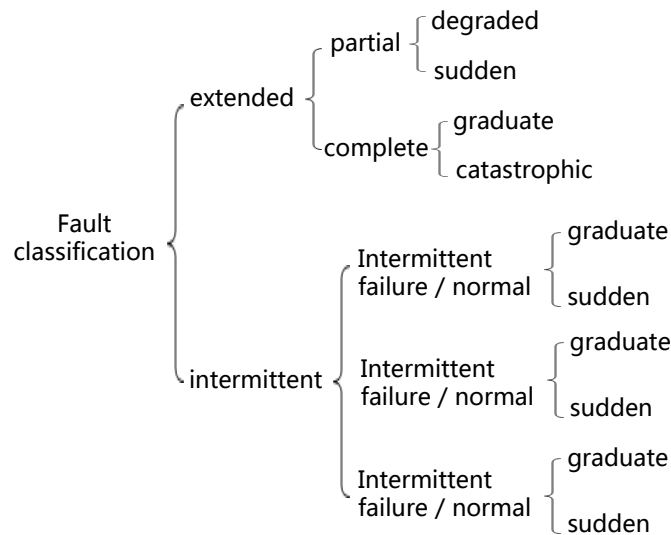 Fault
classification
extended
partial
degraded
sudden
complete
graduate
catastrophic
intermittent
Intermittent
failure / normal
graduate
sudden
Intermittent
failure / normal
graduate
sudden
Intermittent
failure / normal
graduate
sudden